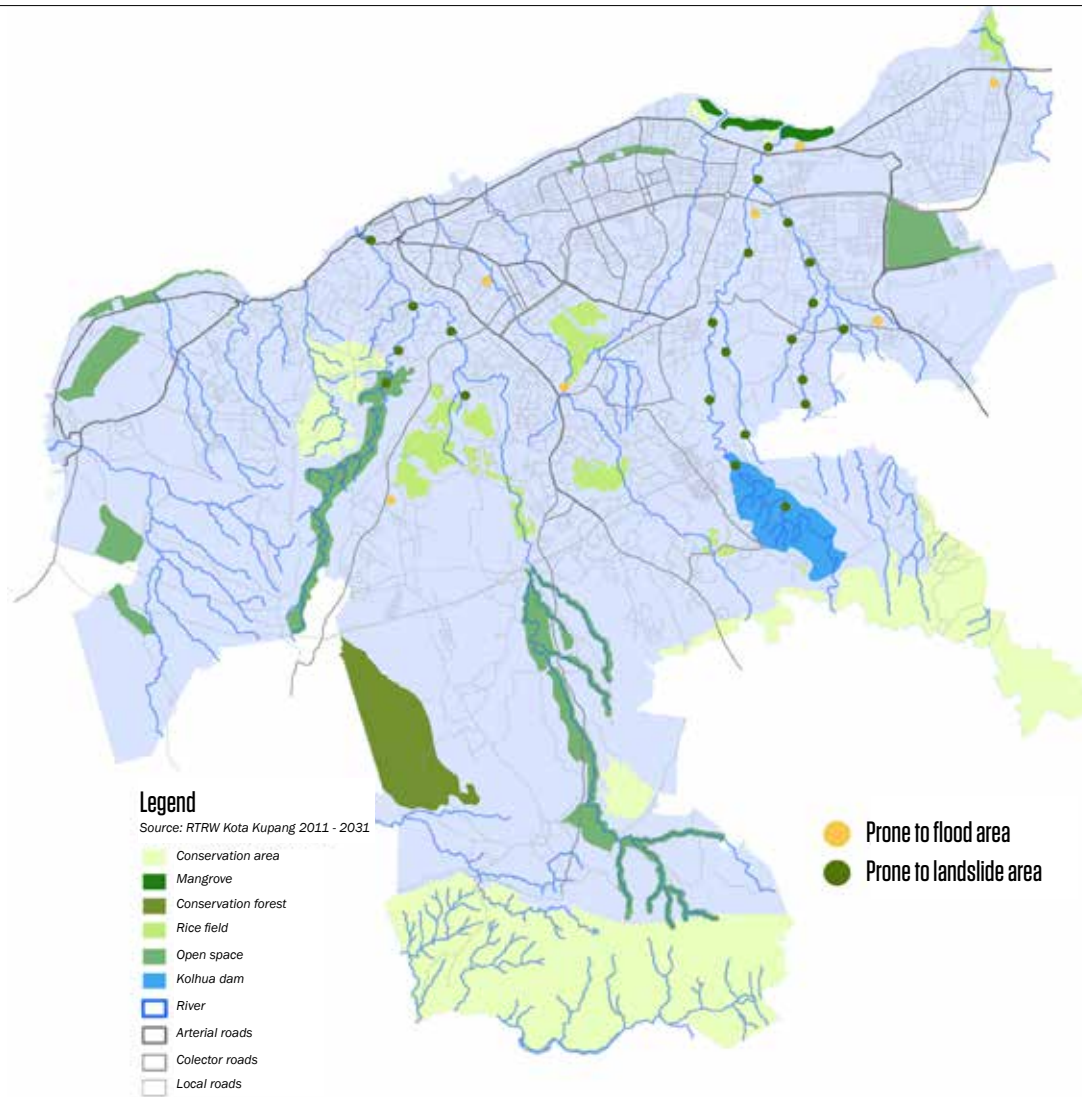 Legend
Source: RTRW Kota Kupang 2011 - 2031
Conservation area
Mangrove
Conservation forest
Rice field
Open space
Kolhua dam
River
Arterial roads
Colector roads
Local roads
Prone to flood area
Prone to landslide area